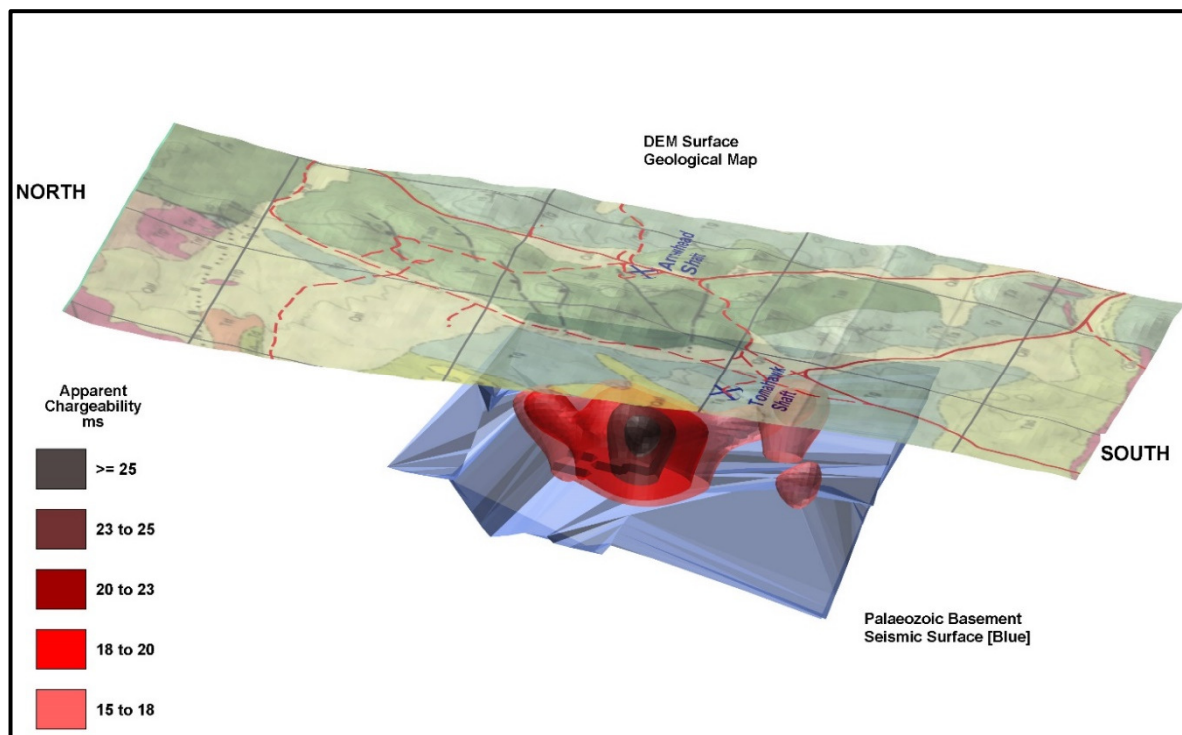 DEM Surface
Geological Map
NORTH
Arrowhead
Shaft
Tomahawk
Shaft
SOUTH
Apparent
Chargeability
ms
>= 25
23 to 25
20 to 23
18 to 20
15 to 18
Palaeozoic Basement
Seismic Surface [Blue]